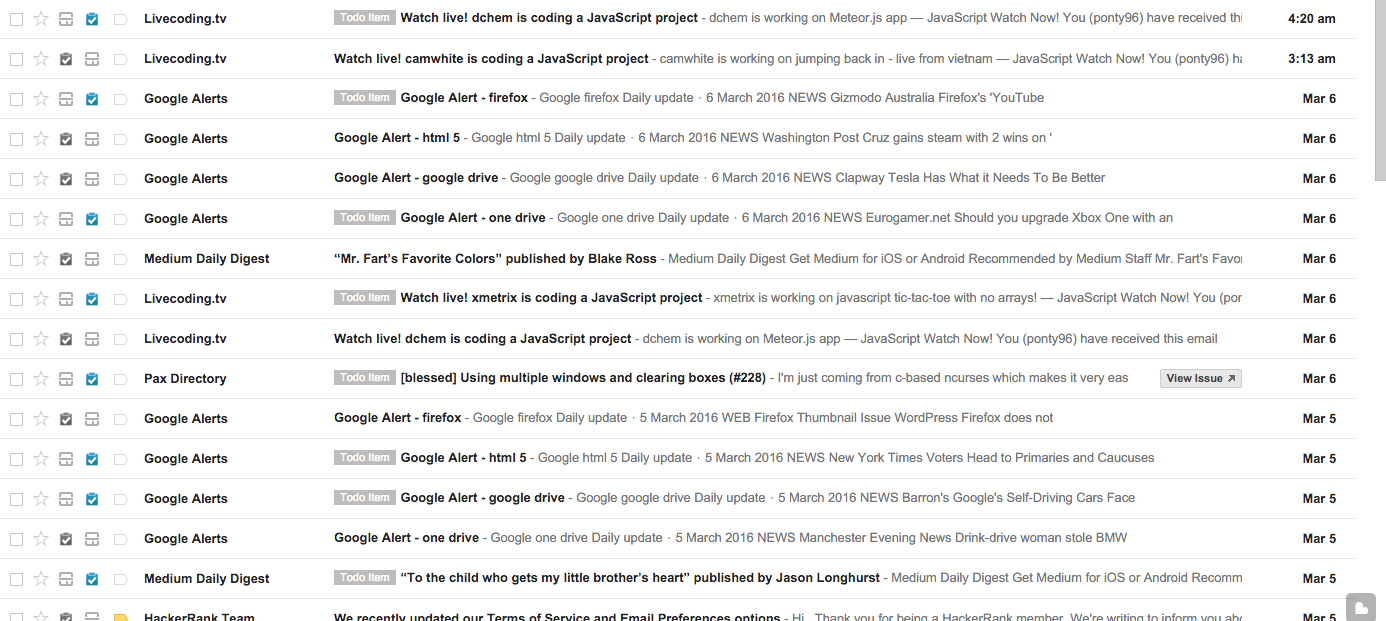 Livecoding.tv Todo Item Watch live! dchem is coding a JavaScript project - dchem is working on Meteor.js app — JavaScript Watch Now! You (ponty96) have received thi 4:20 am
Livecoding.tv Watch live! camwhite is coding a JavaScript project - camwhite is working on jumping back in - live from vietnam — JavaScript Watch Now! You (ponty96) ha 3:13 am
Google Alerts Todo Item Google Alert - firefox - Google firefox Daily update · 6 March 2016 NEWS Gizmodo Australia Firefox's 'YouTube Mar 6
Google Alerts Google Alert - html 5 - Google html 5 Daily update · 6 March 2016 NEWS Washington Post Cruz gains steam with 2 wins on ' Mar 6
Google Alerts Google Alert - google drive - Google google drive Daily update · 6 March 2016 NEWS Clapway Tesla Has What it Needs To Be Better Mar 6
Google Alerts Todo Item Google Alert - one drive - Google one drive Daily update · 6 March 2016 NEWS Eurogamer.net Should you upgrade Xbox One with an Mar 6
Medium Daily Digest “Mr. Fart’s Favorite Colors” published by Blake Ross - Medium Daily Digest Get Medium for iOS or Android Recommended by Medium Staff Mr. Fart's Favor Mar 6
Livecoding.tv Todo Item Watch live! xmetrix is coding a JavaScript project - xmetrix is working on javascript tic-tac-toe with no arrays! — JavaScript Watch Now! You (por Mar 6
Livecoding.tv Watch live! dchem is coding a JavaScript project - dchem is working on Meteor.js app — JavaScript Watch Now! You (ponty96) have received this email Mar 6
Pax Directory Todo Item [blessed] Using multiple windows and clearing boxes (#228) - I'm just coming from c-based ncurses which makes it very eas View Issue Mar 6
Google Alerts Google Alert - firefox - Google firefox Daily update · 5 March 2016 WEB Firefox Thumbnail Issue WordPress Firefox does not Mar 5
Google Alerts Todo Item Google Alert - html 5 - Google html 5 Daily update · 5 March 2016 NEWS New York Times Voters Head to Primaries and Caucuses Mar 5
Google Alerts Todo Item Google Alert - google drive - Google google drive Daily update · 5 March 2016 NEWS Barron's Google's Self-Driving Cars Face Mar 5
Google Alerts Google Alert - one drive - Google one drive Daily update · 5 March 2016 NEWS Manchester Evening News Drink-drive woman stole BMW Mar 5
Medium Daily Digest Todo Item “To the child who gets my little brother’s heart” published by Jason Longhurst - Medium Daily Digest Get Medium for iOS or Android Recomm Mar 5
HackerRank Team We recently updated our Terms of Service and Email Preferences options - Hi, Thank you for being a HackerRank member. We're writing to inform you abo Mar 5